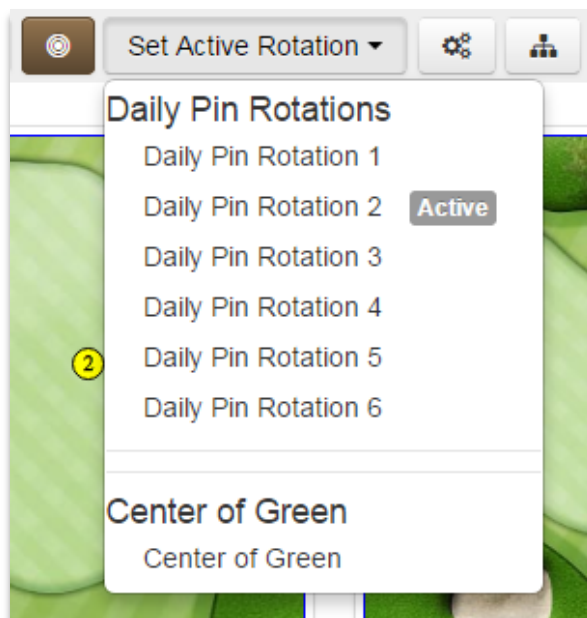 Set Active Rotation
Daily Pin Rotations
Daily Pin Rotation 1
Daily Pin Rotation 2 Active
Daily Pin Rotation 3
Daily Pin Rotation 4
2
Daily Pin Rotation 5
Daily Pin Rotation 6
Center of Green
Center of Green